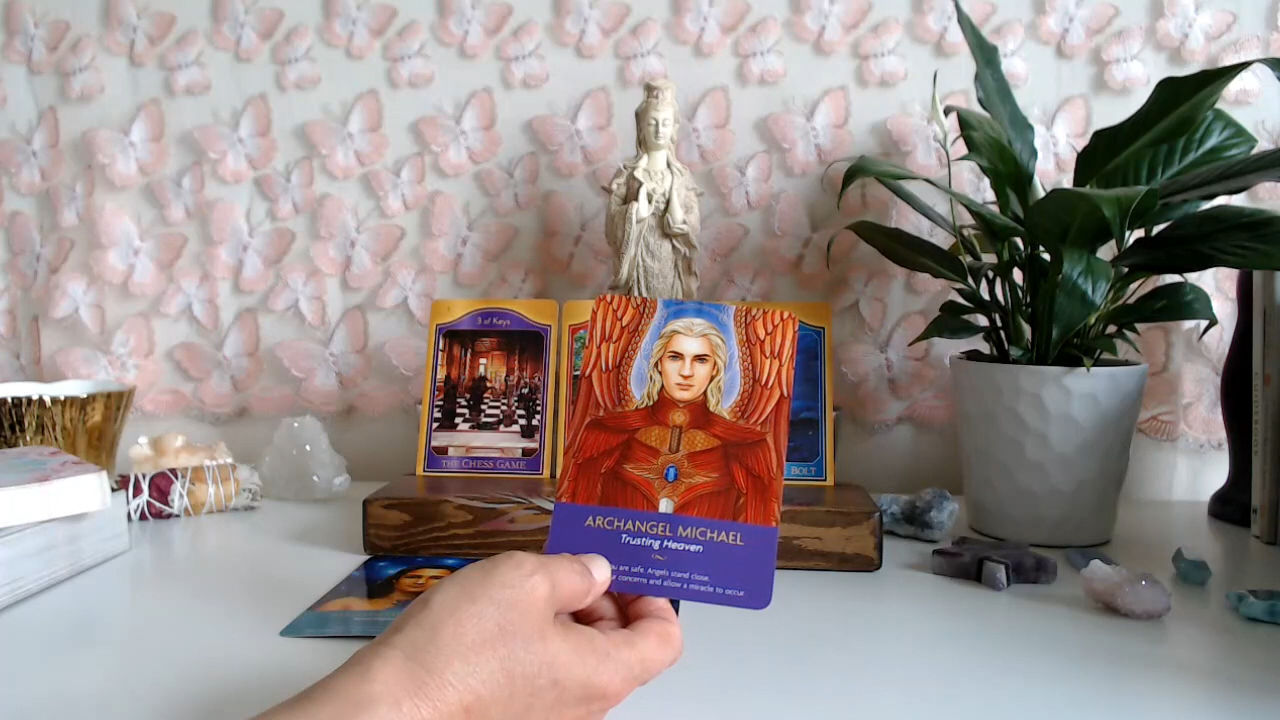 3 of Keys
THE CHESS GAME
BOLT
ARCHANGEL MICHAEL
Trusting Heaven
are safe. Angels stand close.
concerns and allow a miracle to occur